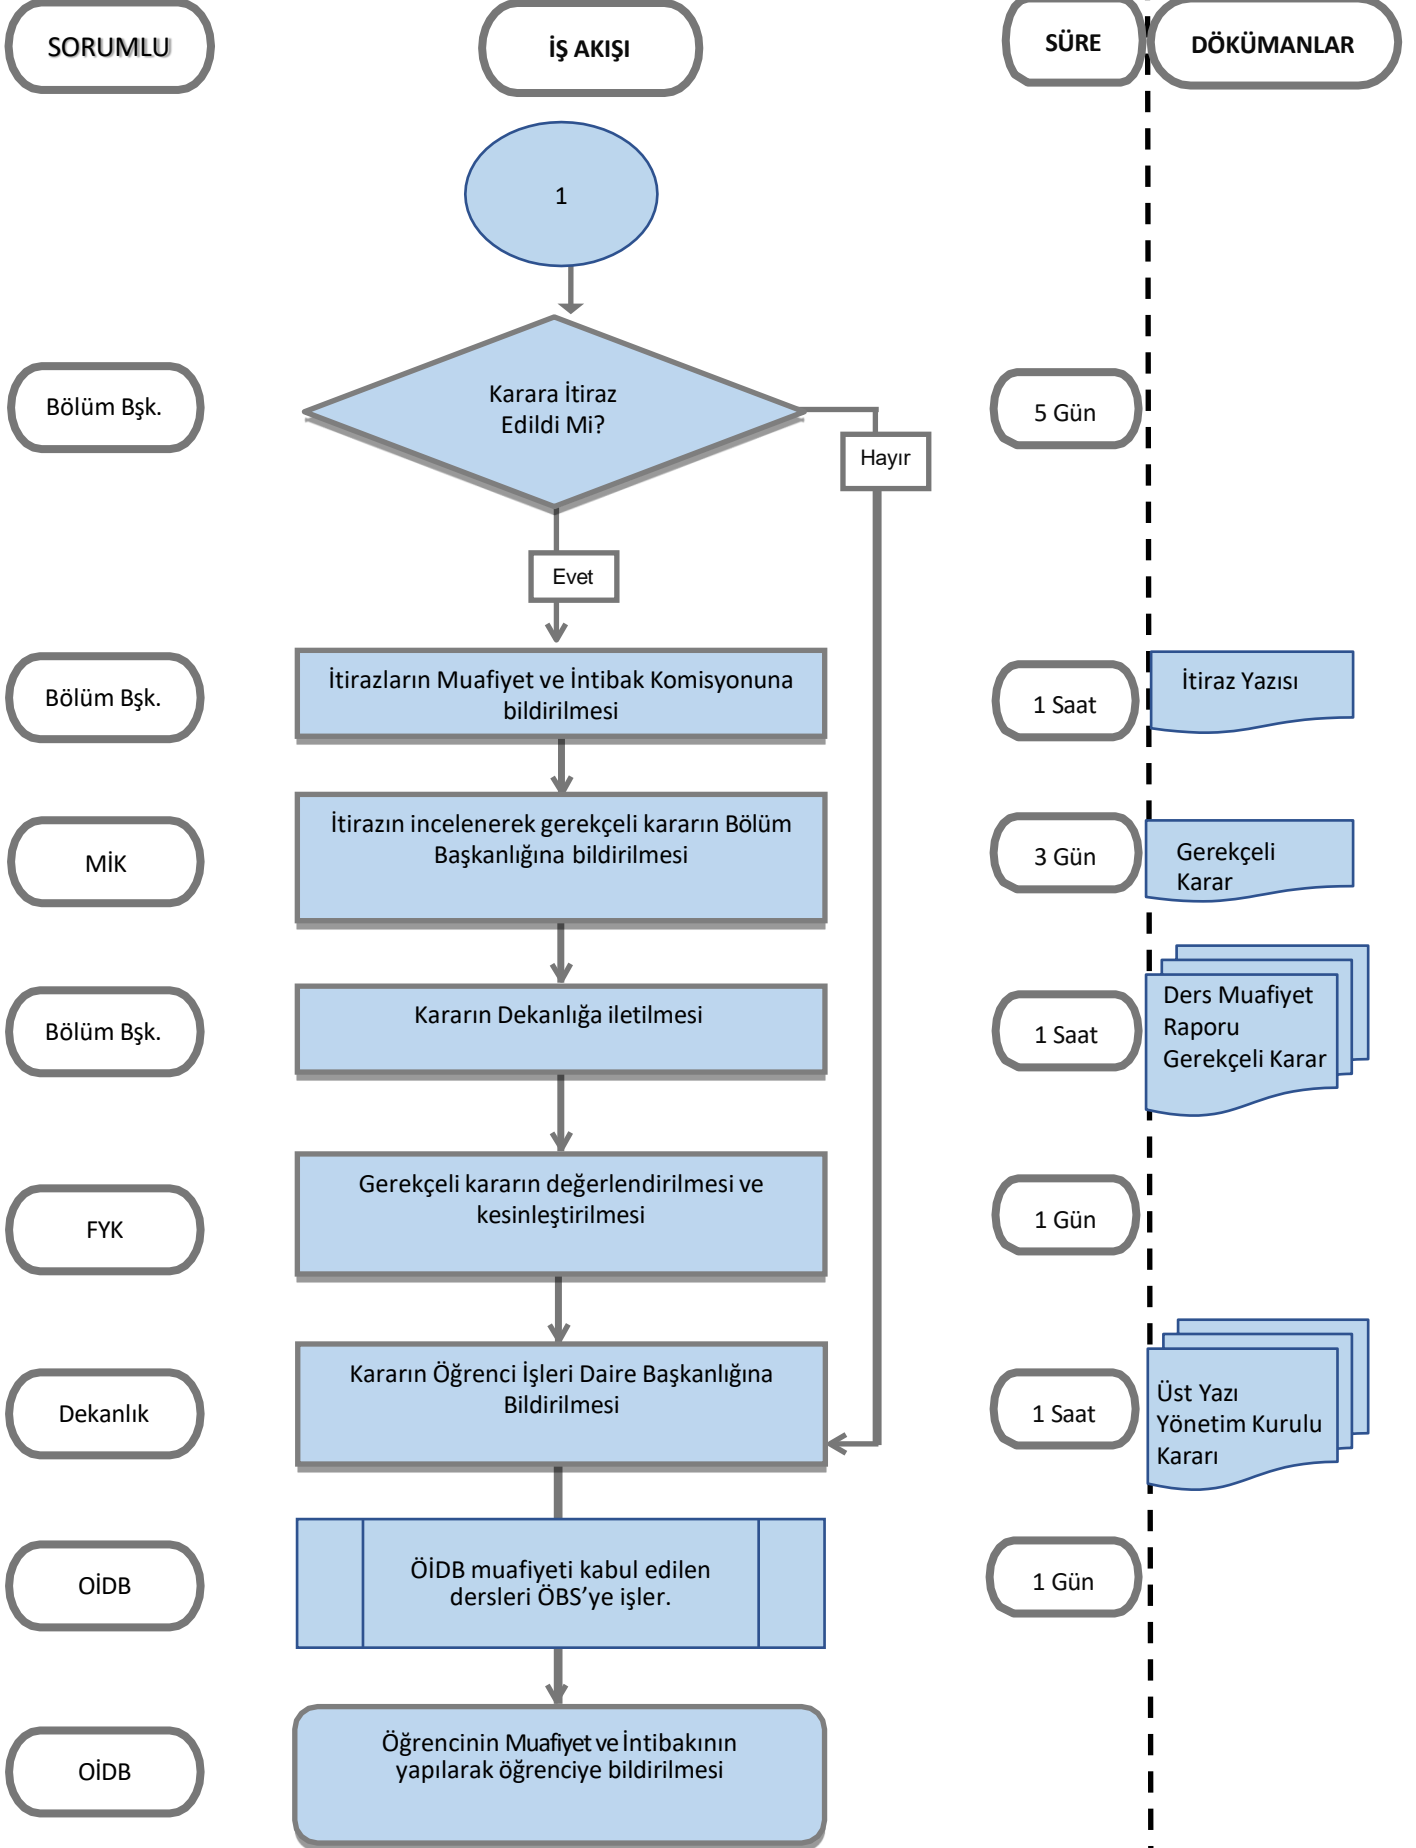 SORUMLU
İŞ AKIŞI
SÜRE
DÖKÜMANLAR
1
Bölüm Bşk.
Karara İtiraz
Edildi Mi?
5 Gün
Hayır
Evet
Bölüm Bşk.
İtirazların Muafiyet ve İntibak Komisyonuna
bildirilmesi
1 Saat
İtiraz Yazısı
MİK
İtirazın incelenerek gerekçeli kararın Bölüm
Başkanlığına bildirilmesi
3 Gün
Gerekçeli
Karar
Bölüm Bşk.
Kararın Dekanlığa iletilmesi
1 Saat
Ders Muafiyet
Raporu
Gerekçeli Karar
FYK
Gerekçeli kararın değerlendirilmesi ve
kesinleştirilmesi
1 Gün
Dekanlık
Kararın Öğrenci İşleri Daire Başkanlığına
Bildirilmesi
1 Saat
Üst Yazı
Yönetim Kurulu
Kararı
OİDB
ÖİDB muafiyeti kabul edilen
dersleri ÖBS’ye işler.
1 Gün
OİDB
Öğrencinin Muafiyet ve İntibakının
yapılarak öğrenciye bildirilmesi